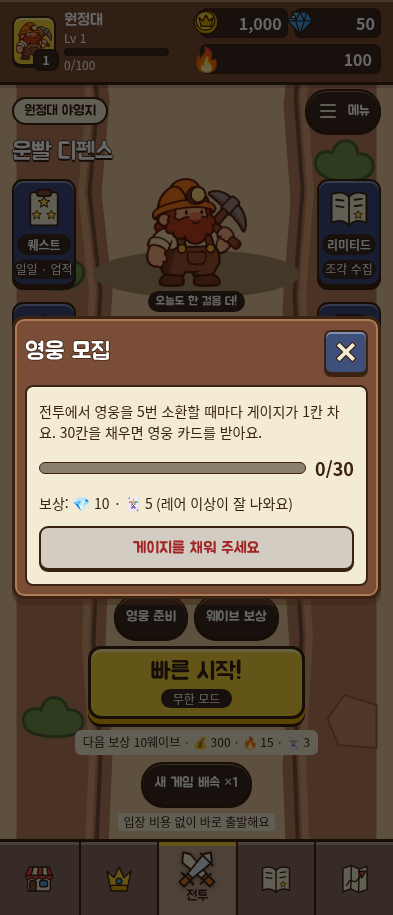 원정대
Lv 1
1
0/100
1,000
50
100
원정대 야영지
메뉴
운빨 디펜스
퀘스트
일일 · 업적
리미티드
조각 수집
오늘도 한 걸음 더!
영웅 모집
전투에서 영웅을 5번 소환할 때마다 게이지가 1칸 차
요. 30칸을 채우면 영웅 카드를 받아요.
0/30
보상: 💎 10 · 🃏 5 (레어 이상이 잘 나와요)
게이지를 채워 주세요
영웅 준비
웨이브 보상
빠른 시작!
무한 모드
다음 보상 10웨이브 · 💰 300 · 🔥 15 · 🃏 3
새 게임 배속 ×1
입장 비용 없이 바로 출발해요
전투